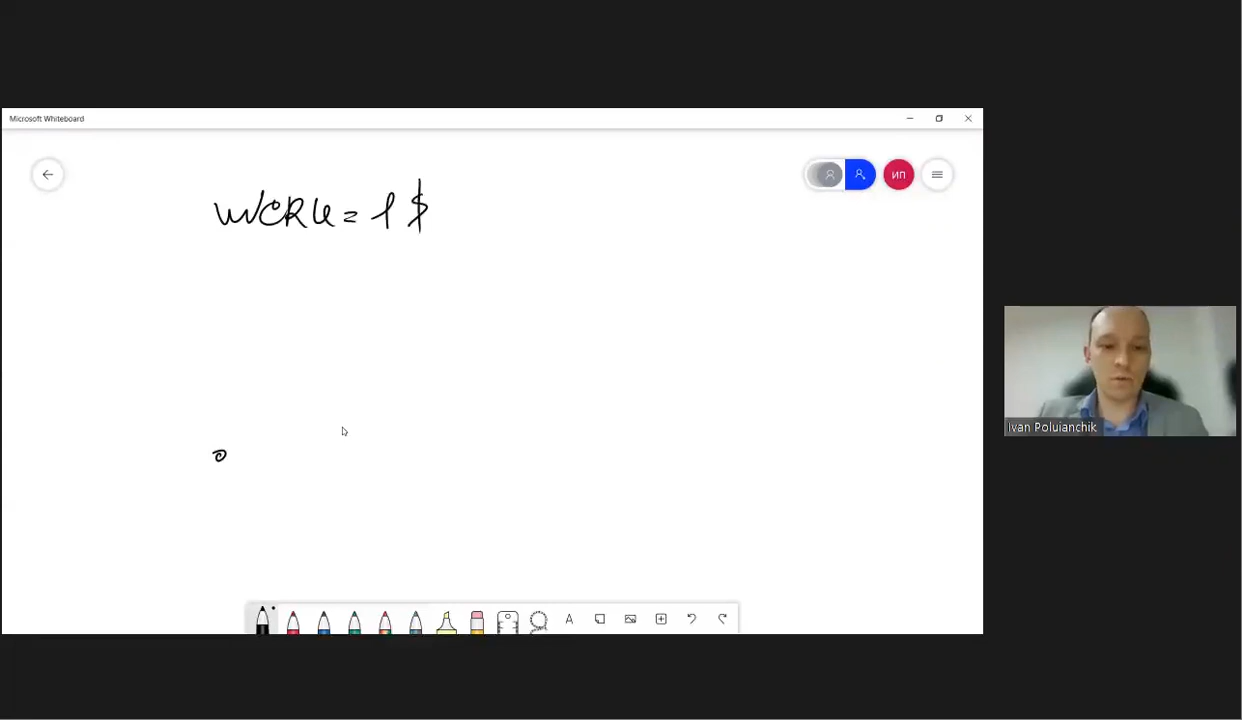 Microsoft Whiteboard
ИП
WCRU = 1 $
Ivan Poluianchik
A